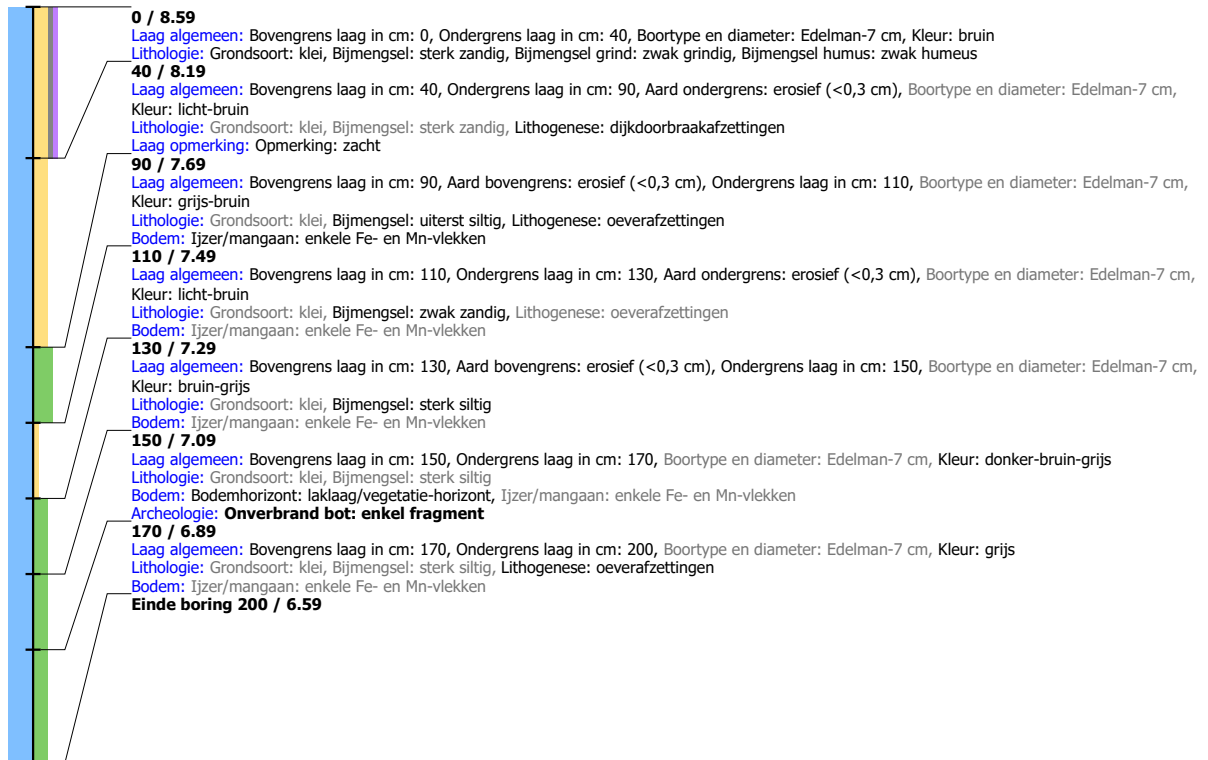 0 / 8.59
Laag algemeen: Bovengrens laag in cm: 0, Ondergrens laag in cm: 40, Boortype en diameter: Edelman-7 cm, Kleur: bruin
Lithologie: Grondsoort: klei, Bijmengsel: sterk zandig, Bijmengsel grind: zwak grindig, Bijmengsel humus: zwak humeus
40 / 8.19
Laag algemeen: Bovengrens laag in cm: 40, Ondergrens laag in cm: 90, Aard ondergrens: erosief (<0,3 cm), Boortype en diameter: Edelman-7 cm,
Kleur: licht-bruin
Lithologie: Grondsoort: klei, Bijmengsel: sterk zandig, Lithogenese: dijkdoorbraakafzettingen
Laag opmerking: Opmerking: zacht
90 / 7.69
Laag algemeen: Bovengrens laag in cm: 90, Aard bovengrens: erosief (<0,3 cm), Ondergrens laag in cm: 110, Boortype en diameter: Edelman-7 cm,
Kleur: grijs-bruin
Lithologie: Grondsoort: klei, Bijmengsel: uiterst siltig, Lithogenese: oeverafzettingen
Bodem: Ijzer/mangaan: enkele Fe- en Mn-vlekken
110 / 7.49
Laag algemeen: Bovengrens laag in cm: 110, Ondergrens laag in cm: 130, Aard ondergrens: erosief (<0,3 cm), Boortype en diameter: Edelman-7 cm,
Kleur: licht-bruin
Lithologie: Grondsoort: klei, Bijmengsel: zwak zandig, Lithogenese: oeverafzettingen
Bodem: Ijzer/mangaan: enkele Fe- en Mn-vlekken
130 / 7.29
Laag algemeen: Bovengrens laag in cm: 130, Aard bovengrens: erosief (<0,3 cm), Ondergrens laag in cm: 150, Boortype en diameter: Edelman-7 cm,
Kleur: bruin-grijs
Lithologie: Grondsoort: klei, Bijmengsel: sterk siltig
Bodem: Ijzer/mangaan: enkele Fe- en Mn-vlekken
150 / 7.09
Laag algemeen: Bovengrens laag in cm: 150, Ondergrens laag in cm: 170, Boortype en diameter: Edelman-7 cm, Kleur: donker-bruin-grijs
Lithologie: Grondsoort: klei, Bijmengsel: sterk siltig
Bodem: Bodemhorizont: laklaag/vegetatie-horizont, Ijzer/mangaan: enkele Fe- en Mn-vlekken
Archeologie: Onverbrand bot: enkel fragment
170 / 6.89
Laag algemeen: Bovengrens laag in cm: 170, Ondergrens laag in cm: 200, Boortype en diameter: Edelman-7 cm, Kleur: grijs
Lithologie: Grondsoort: klei, Bijmengsel: sterk siltig, Lithogenese: oeverafzettingen
Bodem: Ijzer/mangaan: enkele Fe- en Mn-vlekken
Einde boring 200 / 6.59